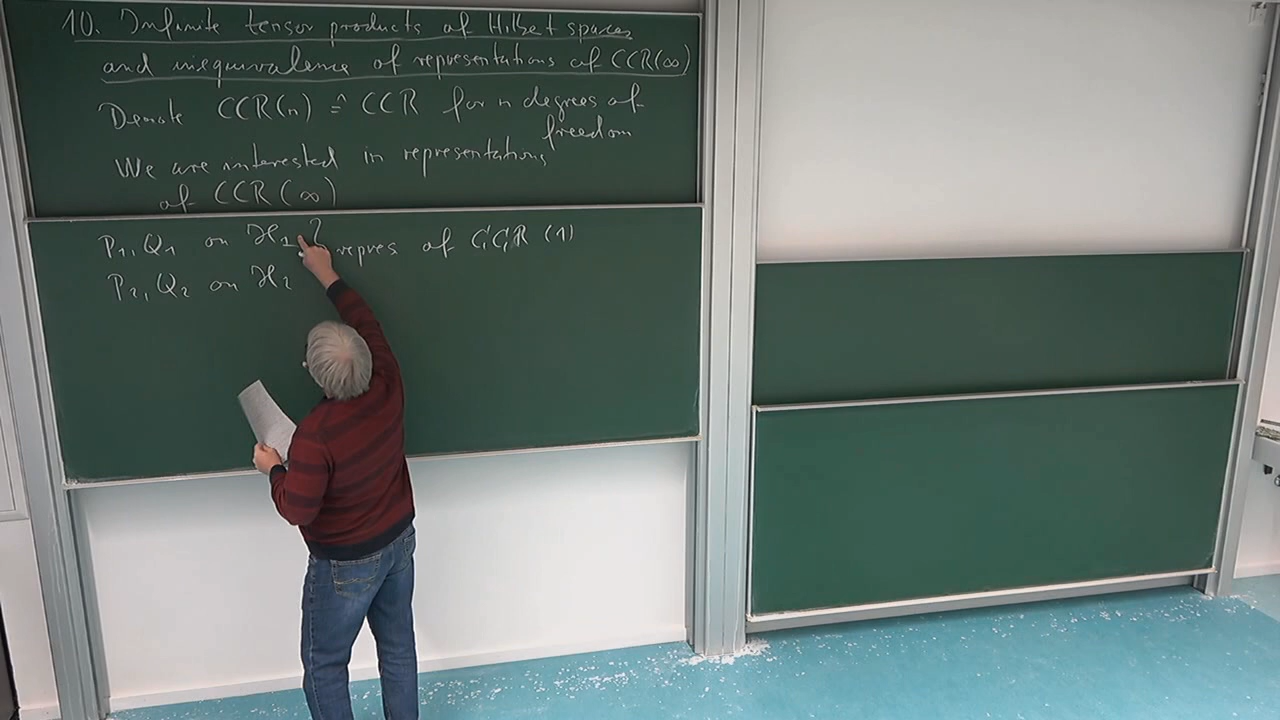 10. Infinite tensor products of Hilbert spaces
and inequivalence of representations of CCR(∞)
Denote CCR(n) ≙ CCR for n degrees of
freedom
We are interested in representations
of CCR(∞)
P₁, Q₁ on ℋ₁ } repres of CCR (1)
P₂, Q₂ on ℋ₂